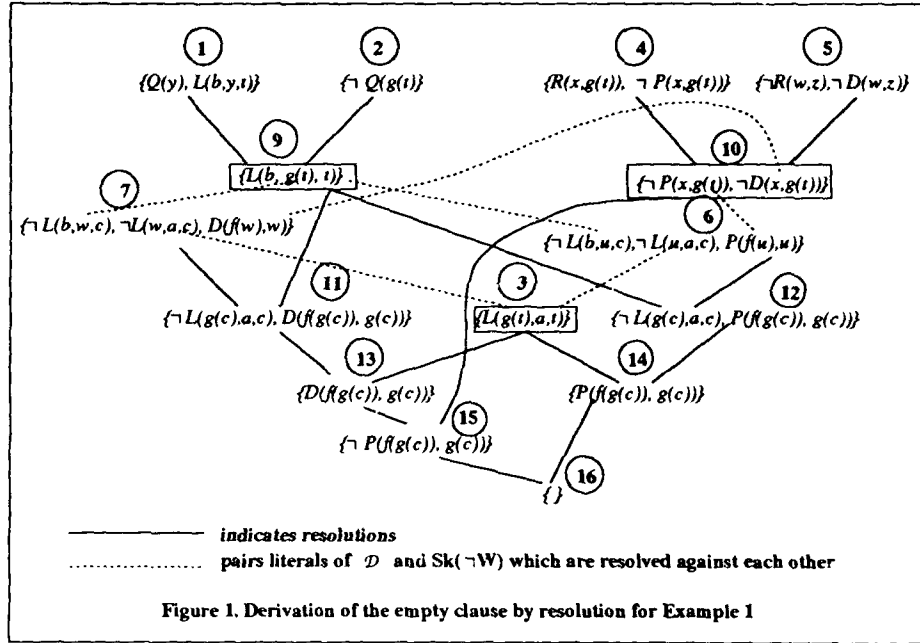 1 2 4 5
{Q(y), L(b,y,t)} {¬ Q(g(t)} {R(x,g(t)), ¬ P(x,g(t))} {¬R(w,z),¬ D(w,z)}
9 10
{L(b, g(t), t)} {¬ P(x,g(t)), ¬D(x,g(t))}
7 6
{¬ L(b,w,c), ¬L(w,a,c), D(f(w),w)} {¬ L(b,u,c),¬ L(u,a,c), P(f(u),u)}
11 3 12
{¬ L(g(c),a,c), D(f(g(c)), g(c))} {L(g(t),a,t)} {¬ L(g(c),a,c), P(f(g(c)), g(c))}
13 14
{D(f(g(c)), g(c))} {P(f(g(c)), g(c))}
15
{¬ P(f(g(c)), g(c))}
16
{ }
indicates resolutions
pairs literals of 𝒟 and Sk(¬W) which are resolved against each other
Figure 1. Derivation of the empty clause by resolution for Example 1